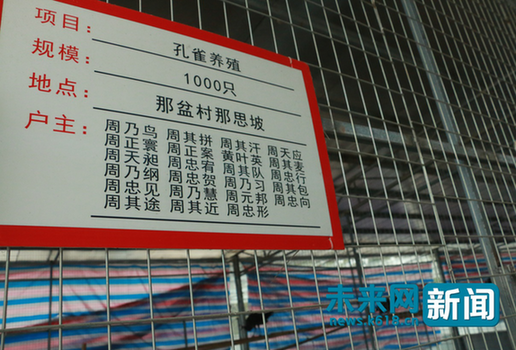 项目：
孔雀养殖
规模：
1000只
地点：
那盆村那思坡
户主：
周乃鸟 周其拼 周其汗 周天应
周正寰 周正案 黄叶英 周其麦
周天昶 周忠宥 周其队 周忠行
周乃纲 周忠贺 周乃习 周其包
周忠见 周乃慧 周元邦 周忠向
周其途 周其近 周忠形
未来网 新闻
news.k618.cn